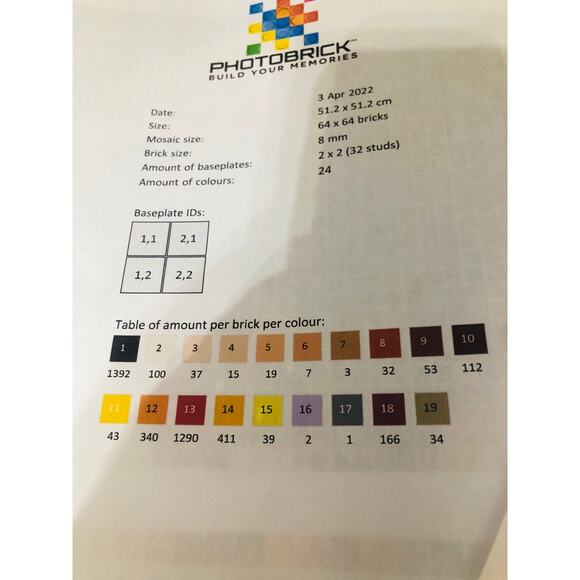 PHOTOBRICK™
BUILD YOUR MEMORIES
Date: 3 Apr 2022
Size: 51.2 x 51.2 cm
Mosaic size: 64 x 64 bricks
Brick size: 8 mm
Amount of baseplates: 2 x 2 (32 studs)
Amount of colours: 24
Baseplate IDs:
1,1 2,1
1,2 2,2
Table of amount per brick per colour:
1 2 3 4 5 6 7 8 9 10
1392 100 37 15 19 7 3 32 53 112
11 12 13 14 15 16 17 18 19
43 340 1290 411 39 2 1 166 34